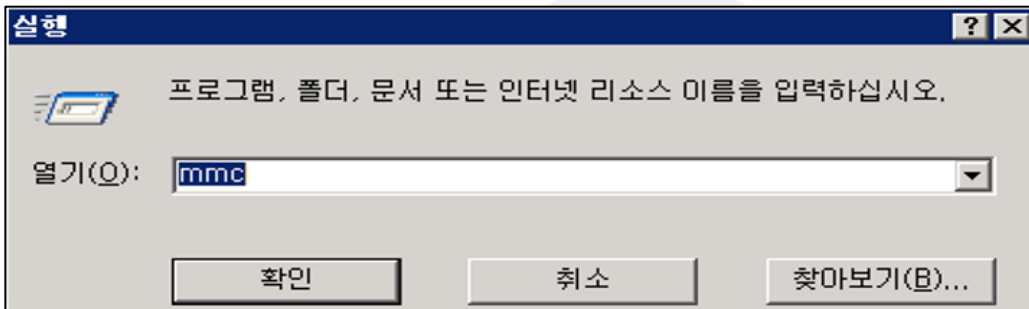 실행
프로그램, 폴더, 문서 또는 인터넷 리소스 이름을 입력하십시오.
열기(O): mmc
확인 취소 찾아보기(B)...